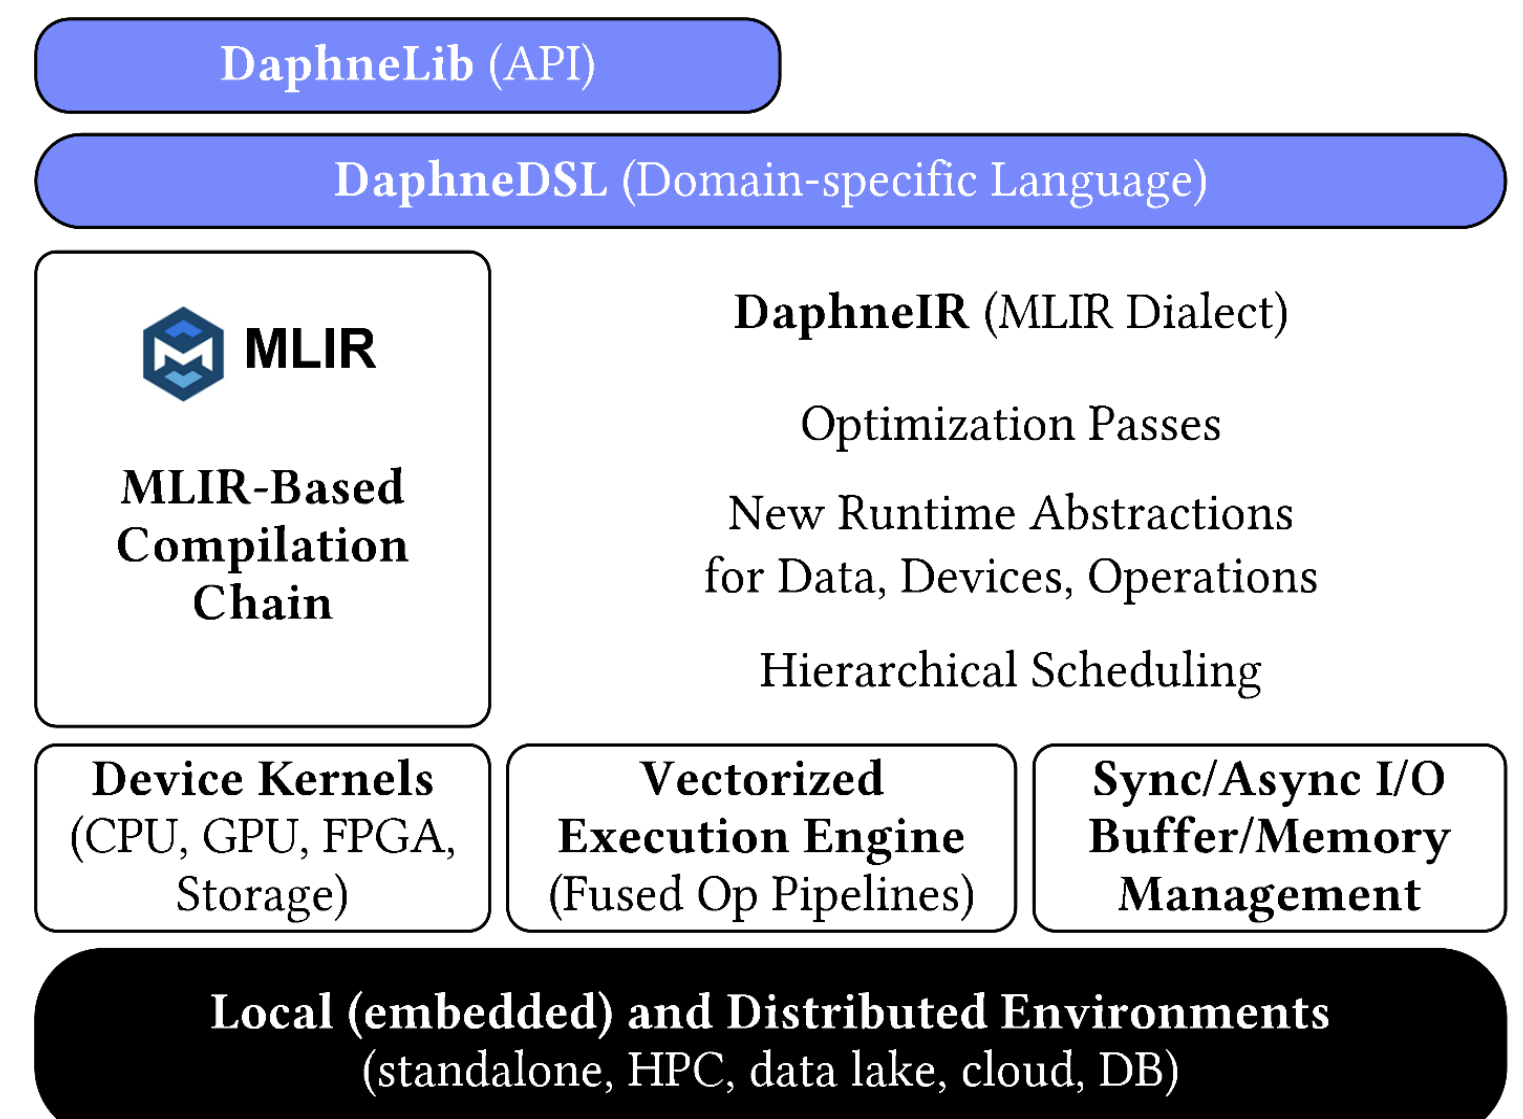 DaphneLib (API)
DaphneDSL (Domain-specific Language)
MLIR
MLIR-Based
Compilation
Chain
DaphneIR (MLIR Dialect)
Optimization Passes
New Runtime Abstractions
for Data, Devices, Operations
Hierarchical Scheduling
Device Kernels
(CPU, GPU, FPGA,
Storage)
Vectorized
Execution Engine
(Fused Op Pipelines)
Sync/Async I/O
Buffer/Memory
Management
Local (embedded) and Distributed Environments
(standalone, HPC, data lake, cloud, DB)